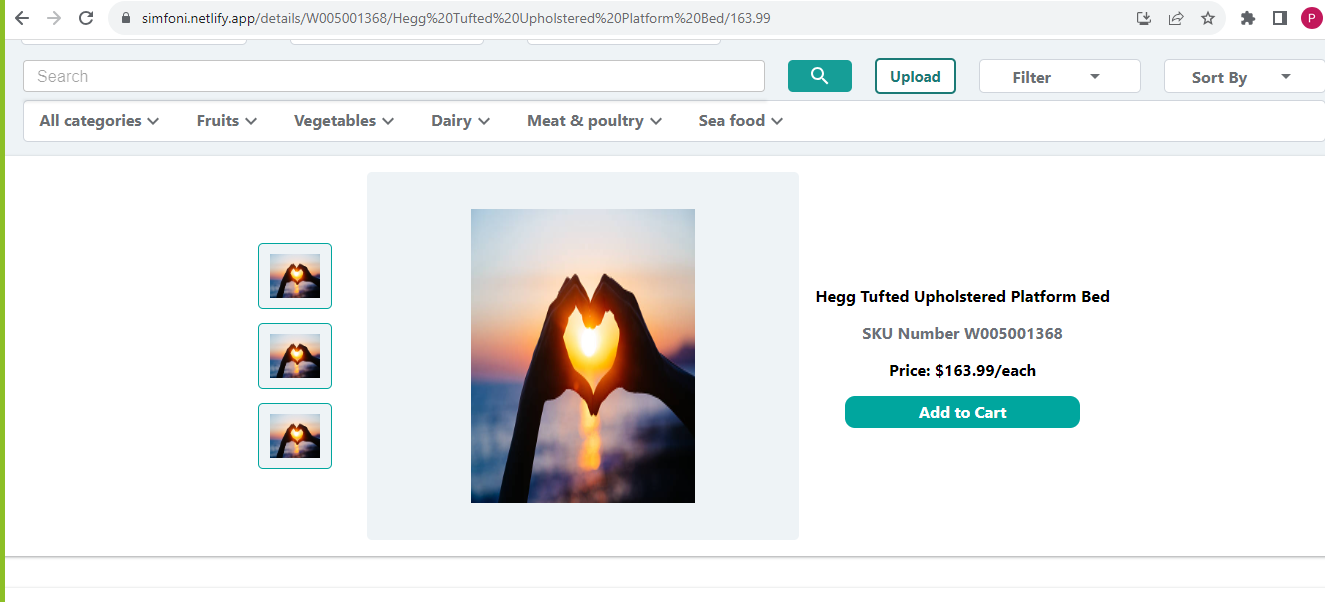 simfoni.netlify.app/details/W005001368/Hegg%20Tufted%20Upholstered%20Platform%20Bed/163.99
P
Search
Upload
Filter
Sort By
All categories
Fruits
Vegetables
Dairy
Meat & poultry
Sea food
Hegg Tufted Upholstered Platform Bed
SKU Number W005001368
Price: $163.99/each
Add to Cart